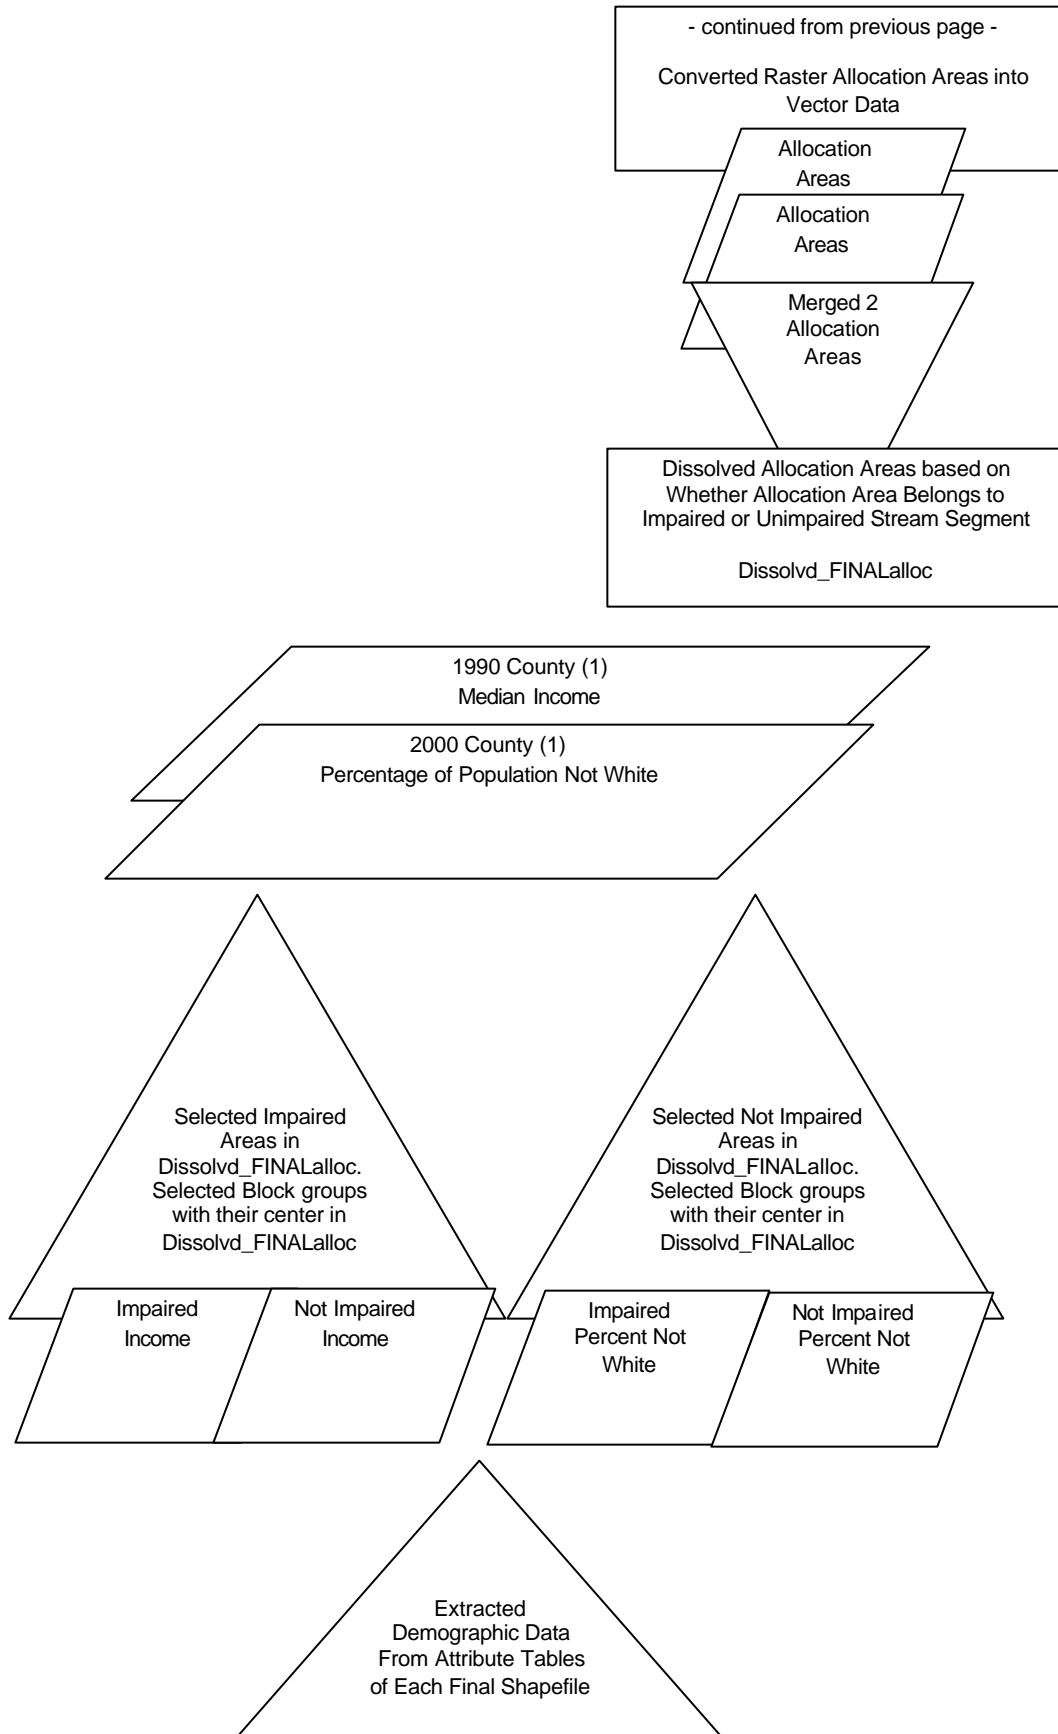 - continued from previous page -
Converted Raster Allocation Areas into
Vector Data
Allocation
Areas
Allocation
Areas
Merged 2
Allocation
Areas
Dissolved Allocation Areas based on
Whether Allocation Area Belongs to
Impaired or Unimpaired Stream Segment
Dissolvd_FINALalloc
1990 County (1)
Median Income
2000 County (1)
Percentage of Population Not White
Selected Impaired
Areas in
Dissolvd_FINALalloc.
Selected Block groups
with their center in
Dissolvd_FINALalloc
Selected Not Impaired
Areas in
Dissolvd_FINALalloc.
Selected Block groups
with their center in
Dissolvd_FINALalloc
Impaired
Income
Not Impaired
Income
Impaired
Percent Not
White
Not Impaired
Percent Not
White
Extracted
Demographic Data
From Attribute Tables
of Each Final Shapefile